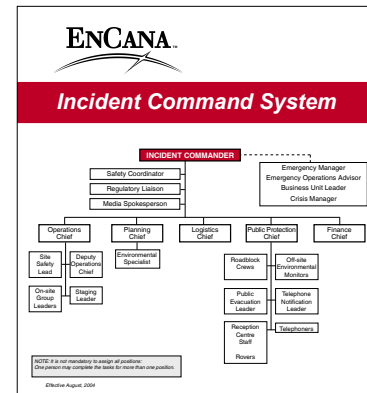 ENCANA™
Incident Command System
INCIDENT COMMANDER
Safety Coordinator
Regulatory Liaison
Media Spokesperson
Emergency Manager
Emergency Operations Advisor
Business Unit Leader
Crisis Manager
Operations
Chief
Planning
Chief
Logistics
Chief
Public Protection
Chief
Finance
Chief
Site
Safety
Lead
Deputy
Operations
Chief
On-site
Group
Leaders
Staging
Leader
Environmental
Specialist
Roadblock
Crews
Off-site
Environmental
Monitors
Public
Evacuation
Leader
Telephone
Notification
Leader
Reception
Centre
Staff
Rovers
Telephoners
NOTE: It is not mandatory to assign all positions:
One person may complete the tasks for more than one position.
Effective August, 2004